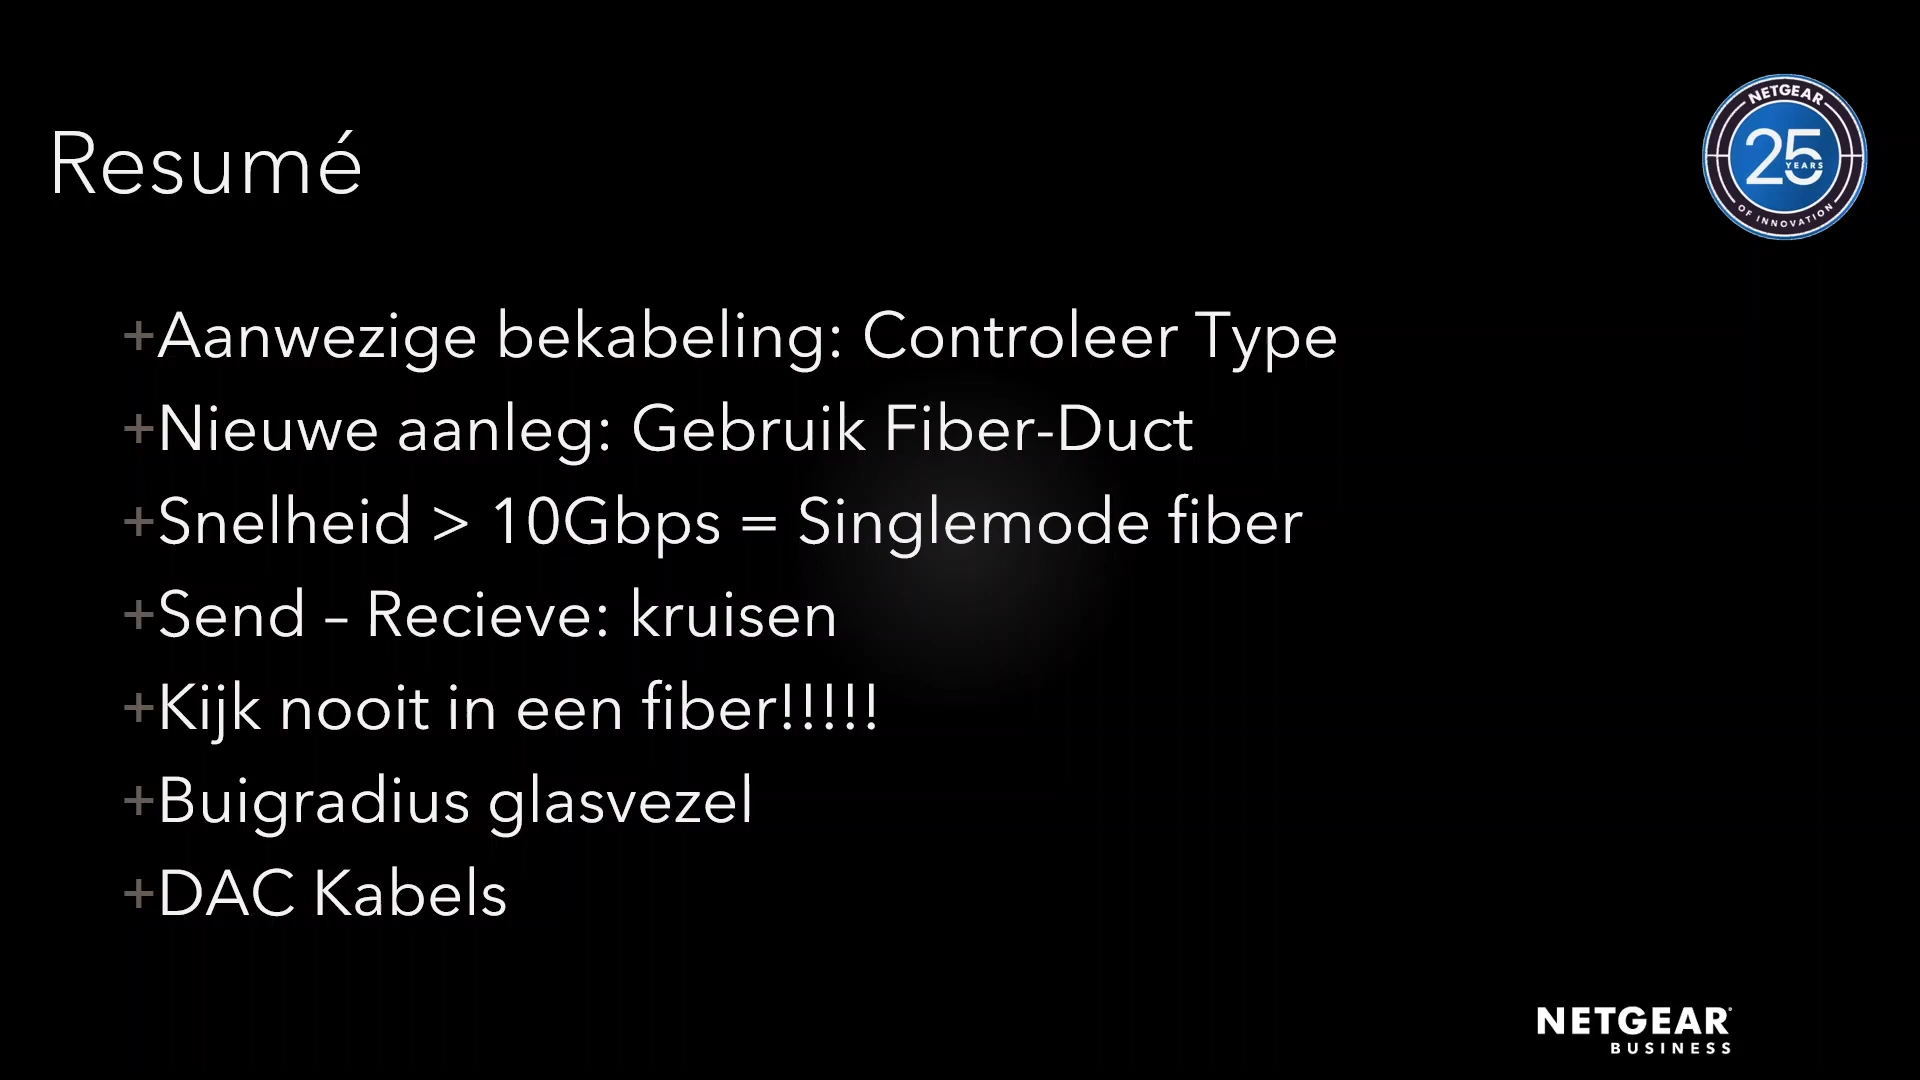 Resumé
NETGEAR
25
YEARS
OF INNOVATION
+Aanwezige bekabeling: Controleer Type
+Nieuwe aanleg: Gebruik Fiber-Duct
+Snelheid > 10Gbps = Singlemode fiber
+Send – Recieve: kruisen
+Kijk nooit in een fiber!!!!!
+Buigradius glasvezel
+DAC Kabels
NETGEAR
BUSINESS